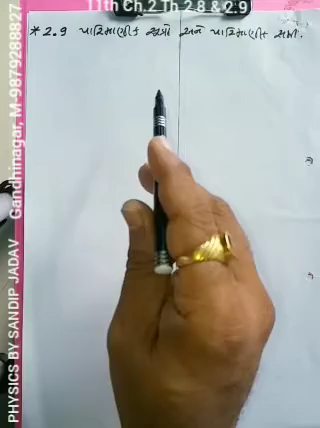 11th Ch.2 Th 2.8 & 2.9
* 2.9 પારિમાણીક સૂત્રો અને પારિમાણીક સમી.
PHYSICS BY SANDIP JADAV Gandhinagar, M-9879288827